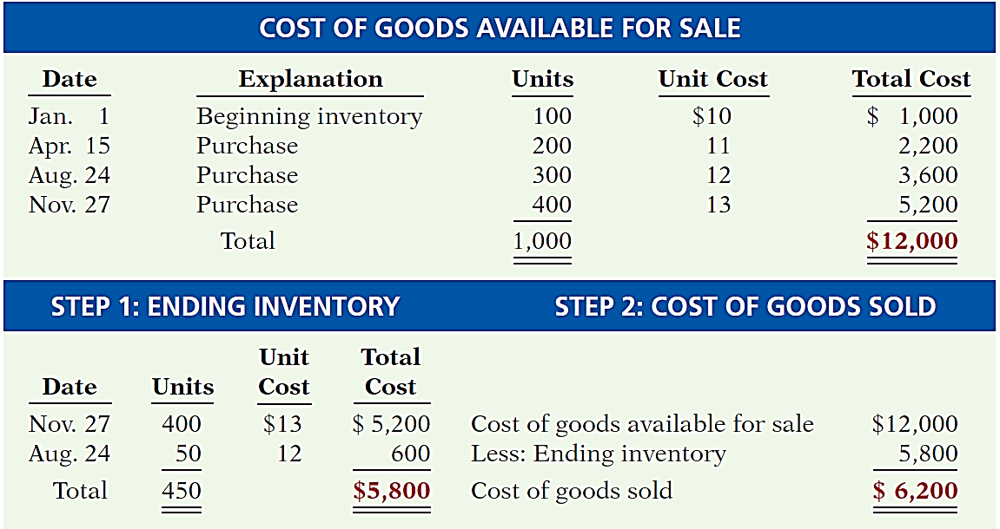 COST OF GOODS AVAILABLE FOR SALE
Date Explanation Units Unit Cost Total Cost
Jan. 1 Beginning inventory 100 $10 $ 1,000
Apr. 15 Purchase 200 11 2,200
Aug. 24 Purchase 300 12 3,600
Nov. 27 Purchase 400 13 5,200
Total 1,000 $12,000
STEP 1: ENDING INVENTORY STEP 2: COST OF GOODS SOLD
Unit Total
Date Units Cost Cost
Nov. 27 400 $13 $ 5,200 Cost of goods available for sale $12,000
Aug. 24 50 12 600 Less: Ending inventory 5,800
Total 450 $5,800 Cost of goods sold $ 6,200